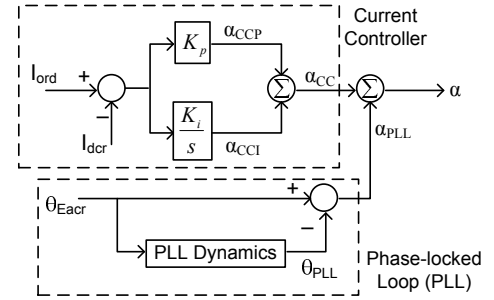 Current
Controller
I_ord
+
−
I_dcr
K_p
α_CCP
K_i
s
α_CCI
Σ
α_CC
Σ
α
α_PLL
θ_Eacr
+
−
PLL Dynamics
θ_PLL
Phase-locked
Loop (PLL)